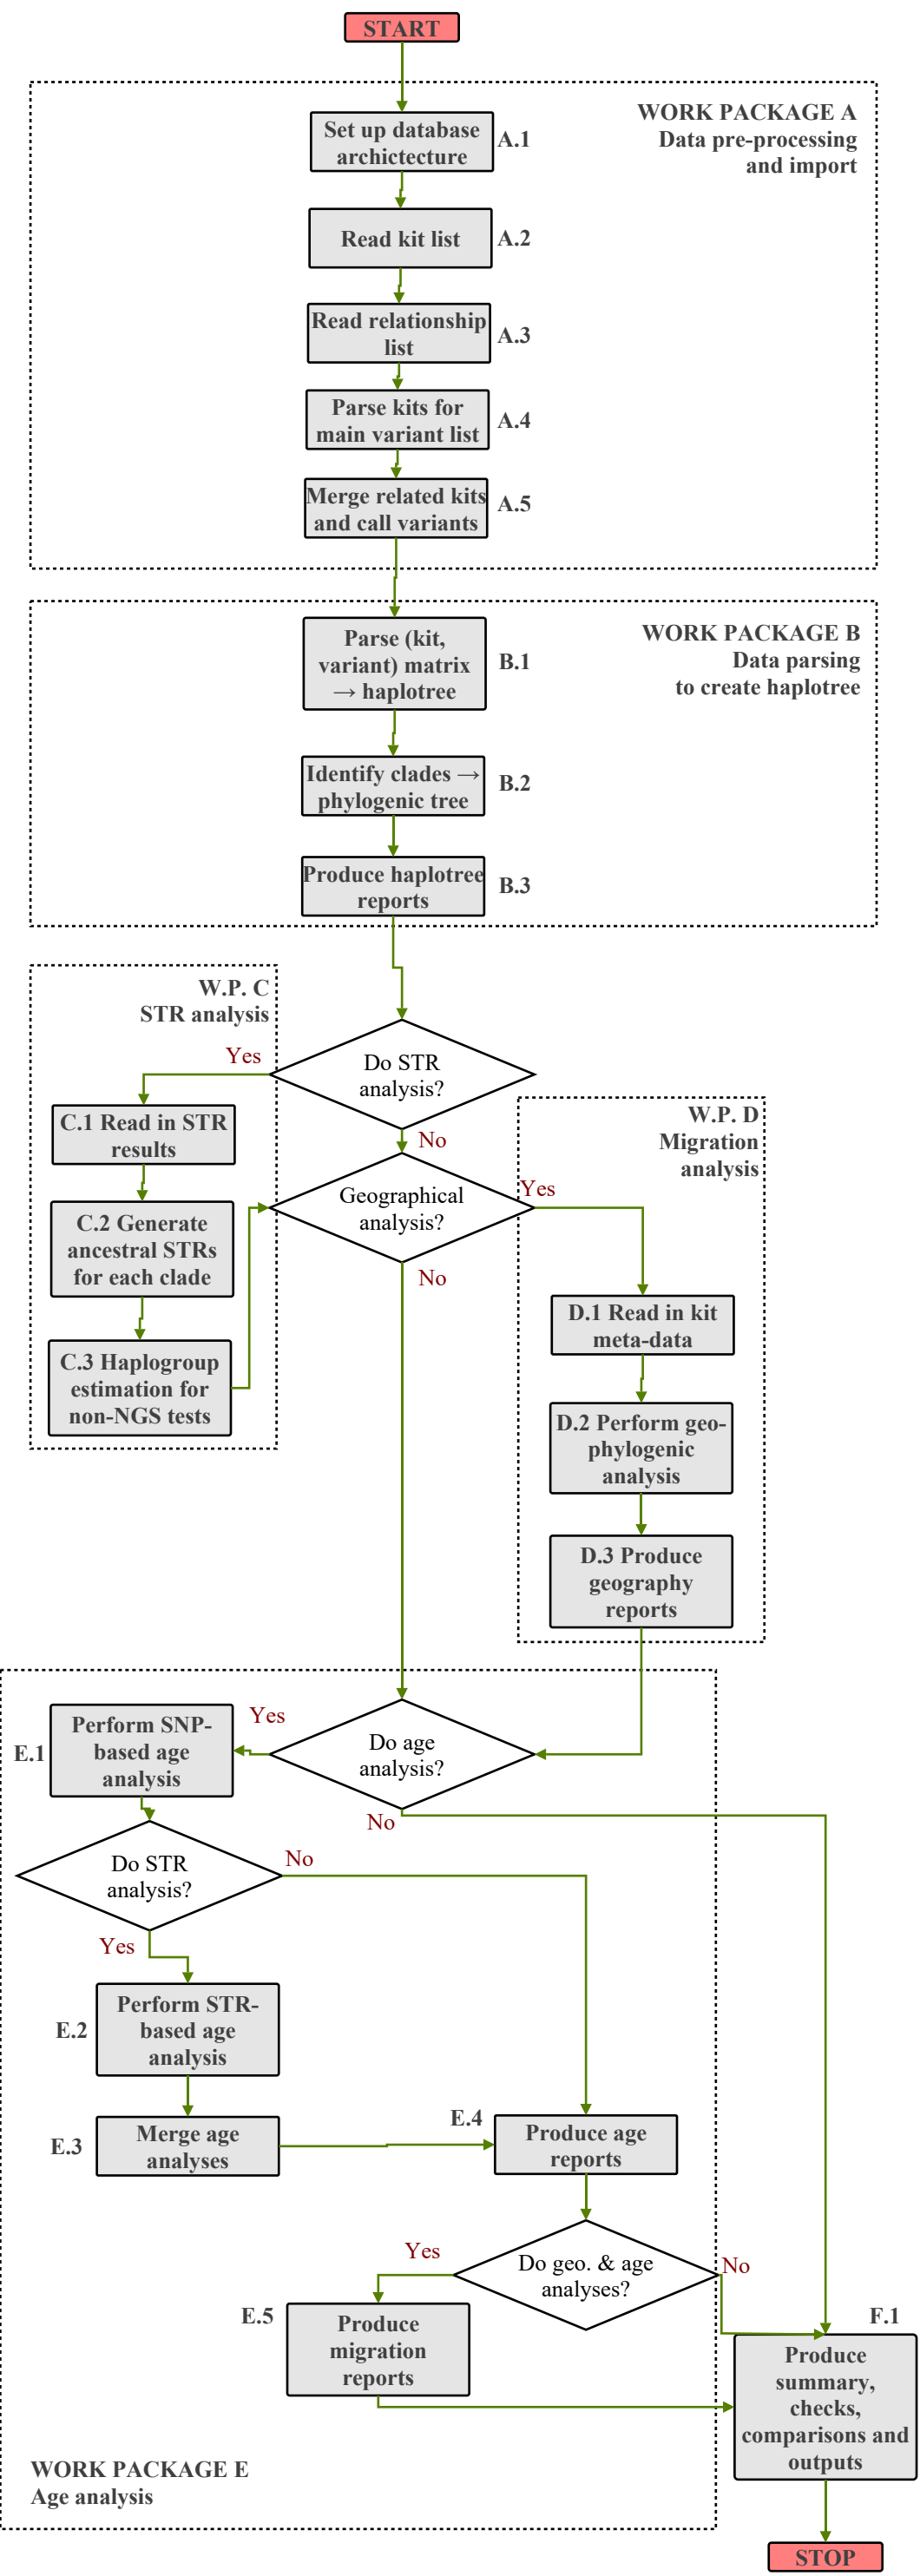 START
WORK PACKAGE A
Data pre-processing
and import
Set up database
archictecture
A.1
Read kit list
A.2
Read relationship
list
A.3
Parse kits for
main variant list
A.4
Merge related kits
and call variants
A.5
WORK PACKAGE B
Data parsing
to create haplotree
Parse (kit,
variant) matrix
→ haplotree
B.1
Identify clades →
phylogenic tree
B.2
Produce haplotree
reports
B.3
W.P. C
STR analysis
Do STR
analysis?
Yes
No
C.1 Read in STR
results
C.2 Generate
ancestral STRs
for each clade
C.3 Haplogroup
estimation for
non-NGS tests
Geographical
analysis?
Yes
No
W.P. D
Migration
analysis
D.1 Read in kit
meta-data
D.2 Perform geo-
phylogenic
analysis
D.3 Produce
geography
reports
Do age
analysis?
Yes
No
E.1
Perform SNP-
based age
analysis
Do STR
analysis?
No
Yes
E.2
Perform STR-
based age
analysis
E.3
Merge age
analyses
E.4
Produce age
reports
Do geo. & age
analyses?
Yes
No
E.5
Produce
migration
reports
F.1
Produce
summary,
checks,
comparisons and
outputs
WORK PACKAGE E
Age analysis
STOP